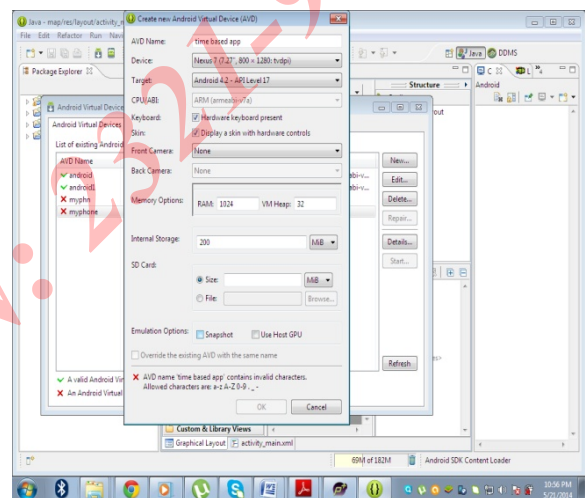 Java - map/res/layout/activity_m
Create new Android Virtual Device (AVD)
File Edit Refactor Run Navi
AVD Name: time based app
Device: Nexus 7 (7.27", 800 × 1280: tvdpi)
Target: Android 4.2 - API Level 17
CPU/ABI: ARM (armeabi-v7a)
Keyboard: Hardware keyboard present
Skin: Display a skin with hardware controls
Front Camera: None
Back Camera: None
Memory Options: RAM: 1024 VM Heap: 32
Internal Storage: 200 MiB
SD Card:
Size: MiB
File: Browse...
Emulation Options: Snapshot Use Host GPU
Override the existing AVD with the same name
AVD name 'time based app' contains invalid characters.
Allowed characters are: a-z A-Z 0-9 . _ -
OK Cancel
Java DDMS
Package Explorer
Structure
Android
Android Virtual Device
Android Virtual Devices
List of existing Android
AVD Name
android
android1
myphn
myphone
A valid Android Vir
An Android Virtual
abi-v...
abi-v...
New...
Edit...
Delete...
Repair...
Details...
Start...
Refresh
out
Custom & Library Views
Graphical Layout activity_main.xml
69M of 182M Android SDK Content Loader
10:56 PM
: 2321-9